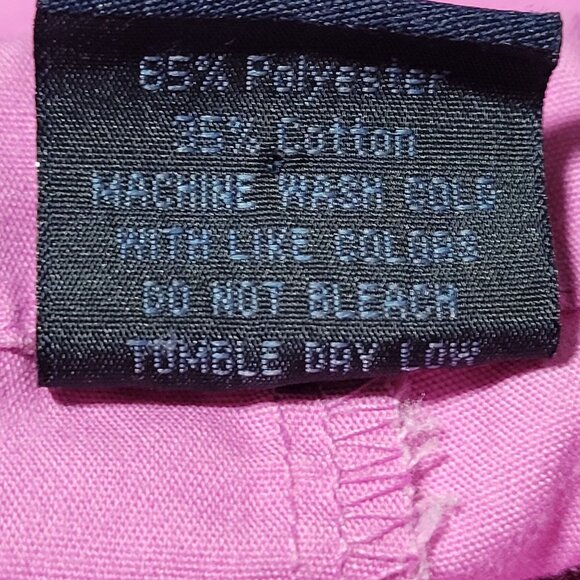 65% Polyester
35% Cotton
MACHINE WASH COLD
WITH LIKE COLORS
DO NOT BLEACH
TUMBLE DRY LOW